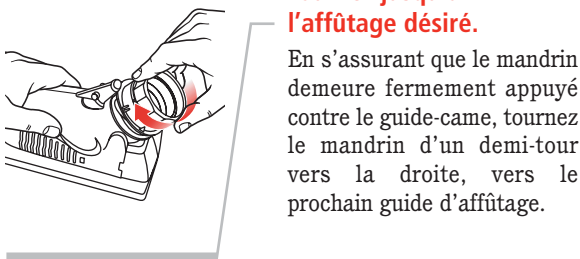 l’affûtage désiré.
En s’assurant que le mandrin
demeure fermement appuyé
contre le guide-came, tournez
le mandrin d’un demi-tour
vers la droite, vers le
prochain guide d’affûtage.